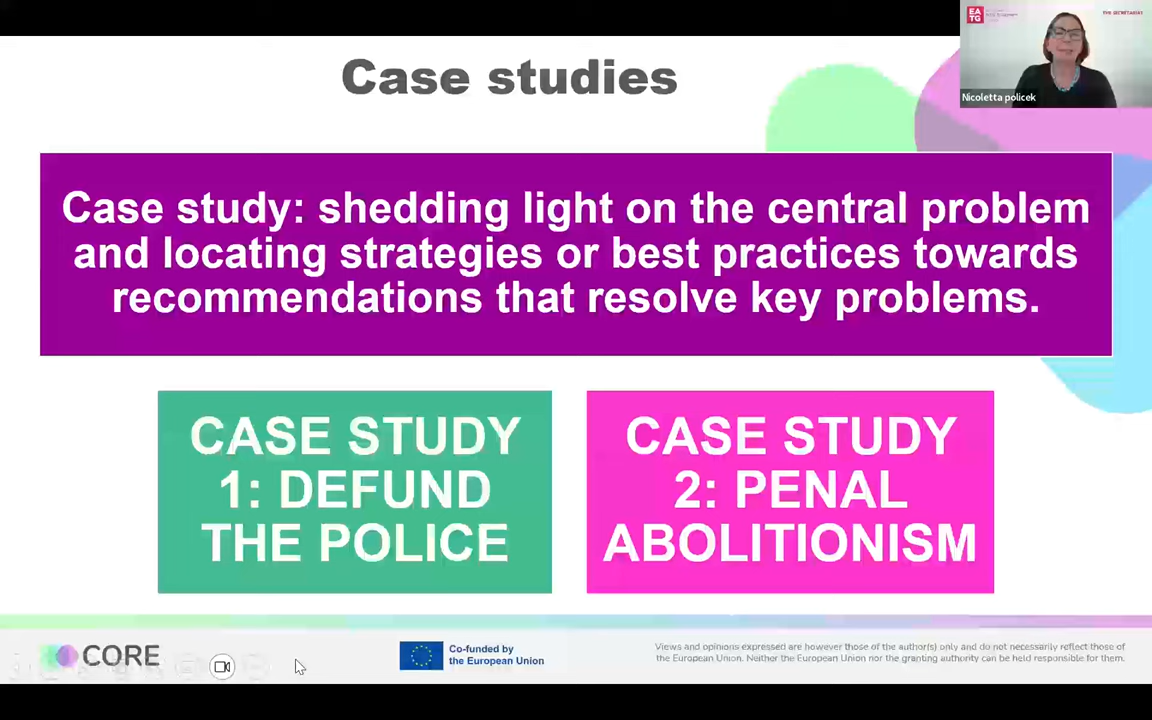 EA
TG
THE SECRETARIAT
Nicoletta policek
Case studies
Case study: shedding light on the central problem
and locating strategies or best practices towards
recommendations that resolve key problems.
CASE STUDY
1: DEFUND
THE POLICE
CASE STUDY
2: PENAL
ABOLITIONISM
CORE
Co-funded by
the European Union
Views and opinions expressed are however those of the author(s) only and do not necessarily reflect those of
the European Union. Neither the European Union nor the granting authority can be held responsible for them.